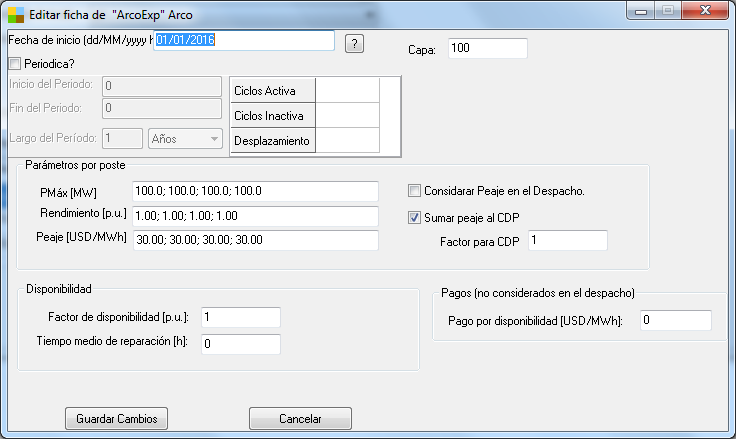 Editar ficha de "ArcoExp" Arco
Fecha de inicio (dd/MM/yyyy h 01/01/2016 ? Capa: 100
Periodica?
Inicio del Periodo: 0
Fin del Periodo: 0
Largo del Período: 1 Años
Ciclos Activa
Ciclos Inactiva
Desplazamiento
Parámetros por poste
PMáx [MW] 100.0; 100.0; 100.0; 100.0
Rendimiento [p.u.] 1.00; 1.00; 1.00; 1.00
Peaje [USD/MWh] 30.00; 30.00; 30.00; 30.00
Considarar Peaje en el Despacho.
Sumar peaje al CDP
Factor para CDP 1
Disponibilidad
Factor de disponibilidad [p.u.]: 1
Tiempo medio de reparación [h]: 0
Pagos (no considerados en el despacho)
Pago por disponibilidad [USD/MWh]: 0
Guardar Cambios Cancelar